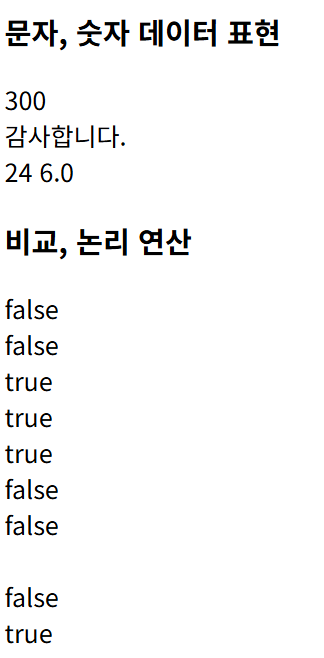 문자, 숫자 데이터 표현
300
감사합니다.
24 6.0
비교, 논리 연산
false
false
true
true
true
false
false
false
true